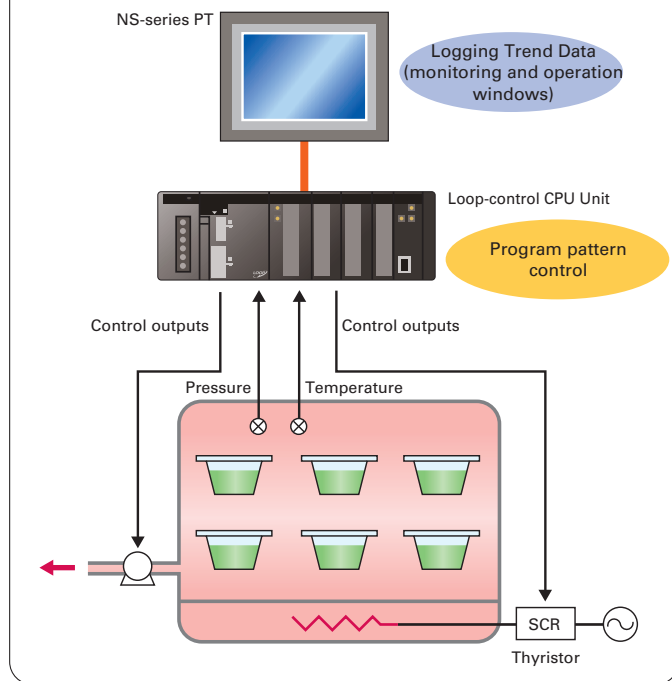 NS-series PT
Logging Trend Data
(monitoring and operation
windows)
Loop-control CPU Unit
Program pattern
control
Control outputs
Control outputs
Pressure
Temperature
SCR
Thyristor